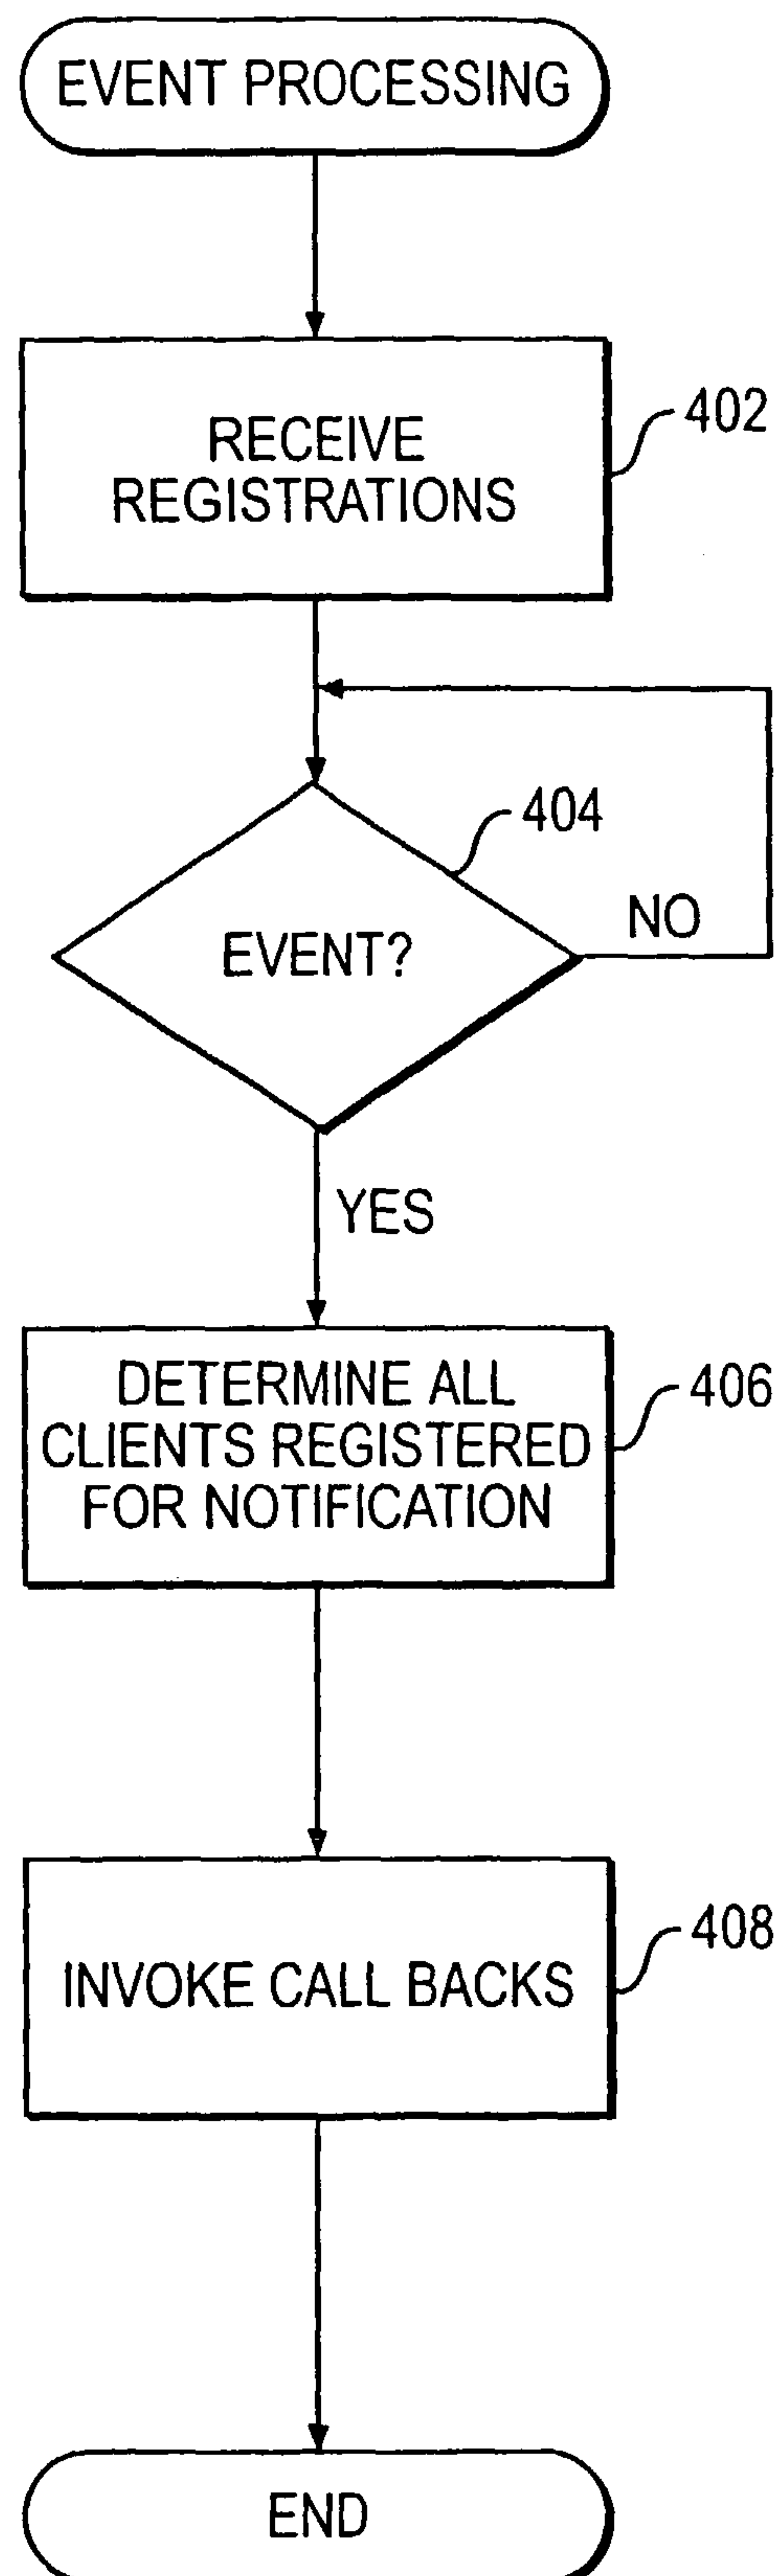 EVENT PROCESSING
RECEIVE
REGISTRATIONS
402
404
EVENT?
NO
YES
DETERMINE ALL
CLIENTS REGISTERED
FOR NOTIFICATION
406
INVOKE CALL BACKS
408
END